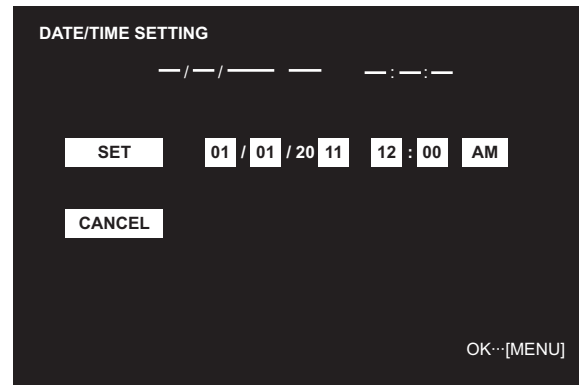 DATE/TIME SETTING
—/—/—— —— —:—:—
SET 01 / 01 / 20 11 12 : 00 AM
CANCEL
OK···[MENU]